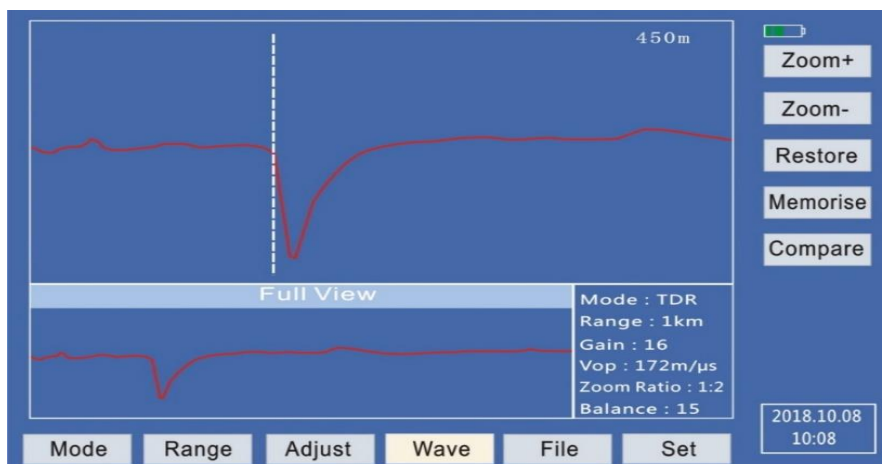 450m
Zoom+
Zoom-
Restore
Memorise
Compare
Full View
Mode : TDR
Range : 1km
Gain : 16
Vop : 172m/μs
Zoom Ratio : 1:2
Balance : 15
2018.10.08
10:08
Mode Range Adjust Wave File Set